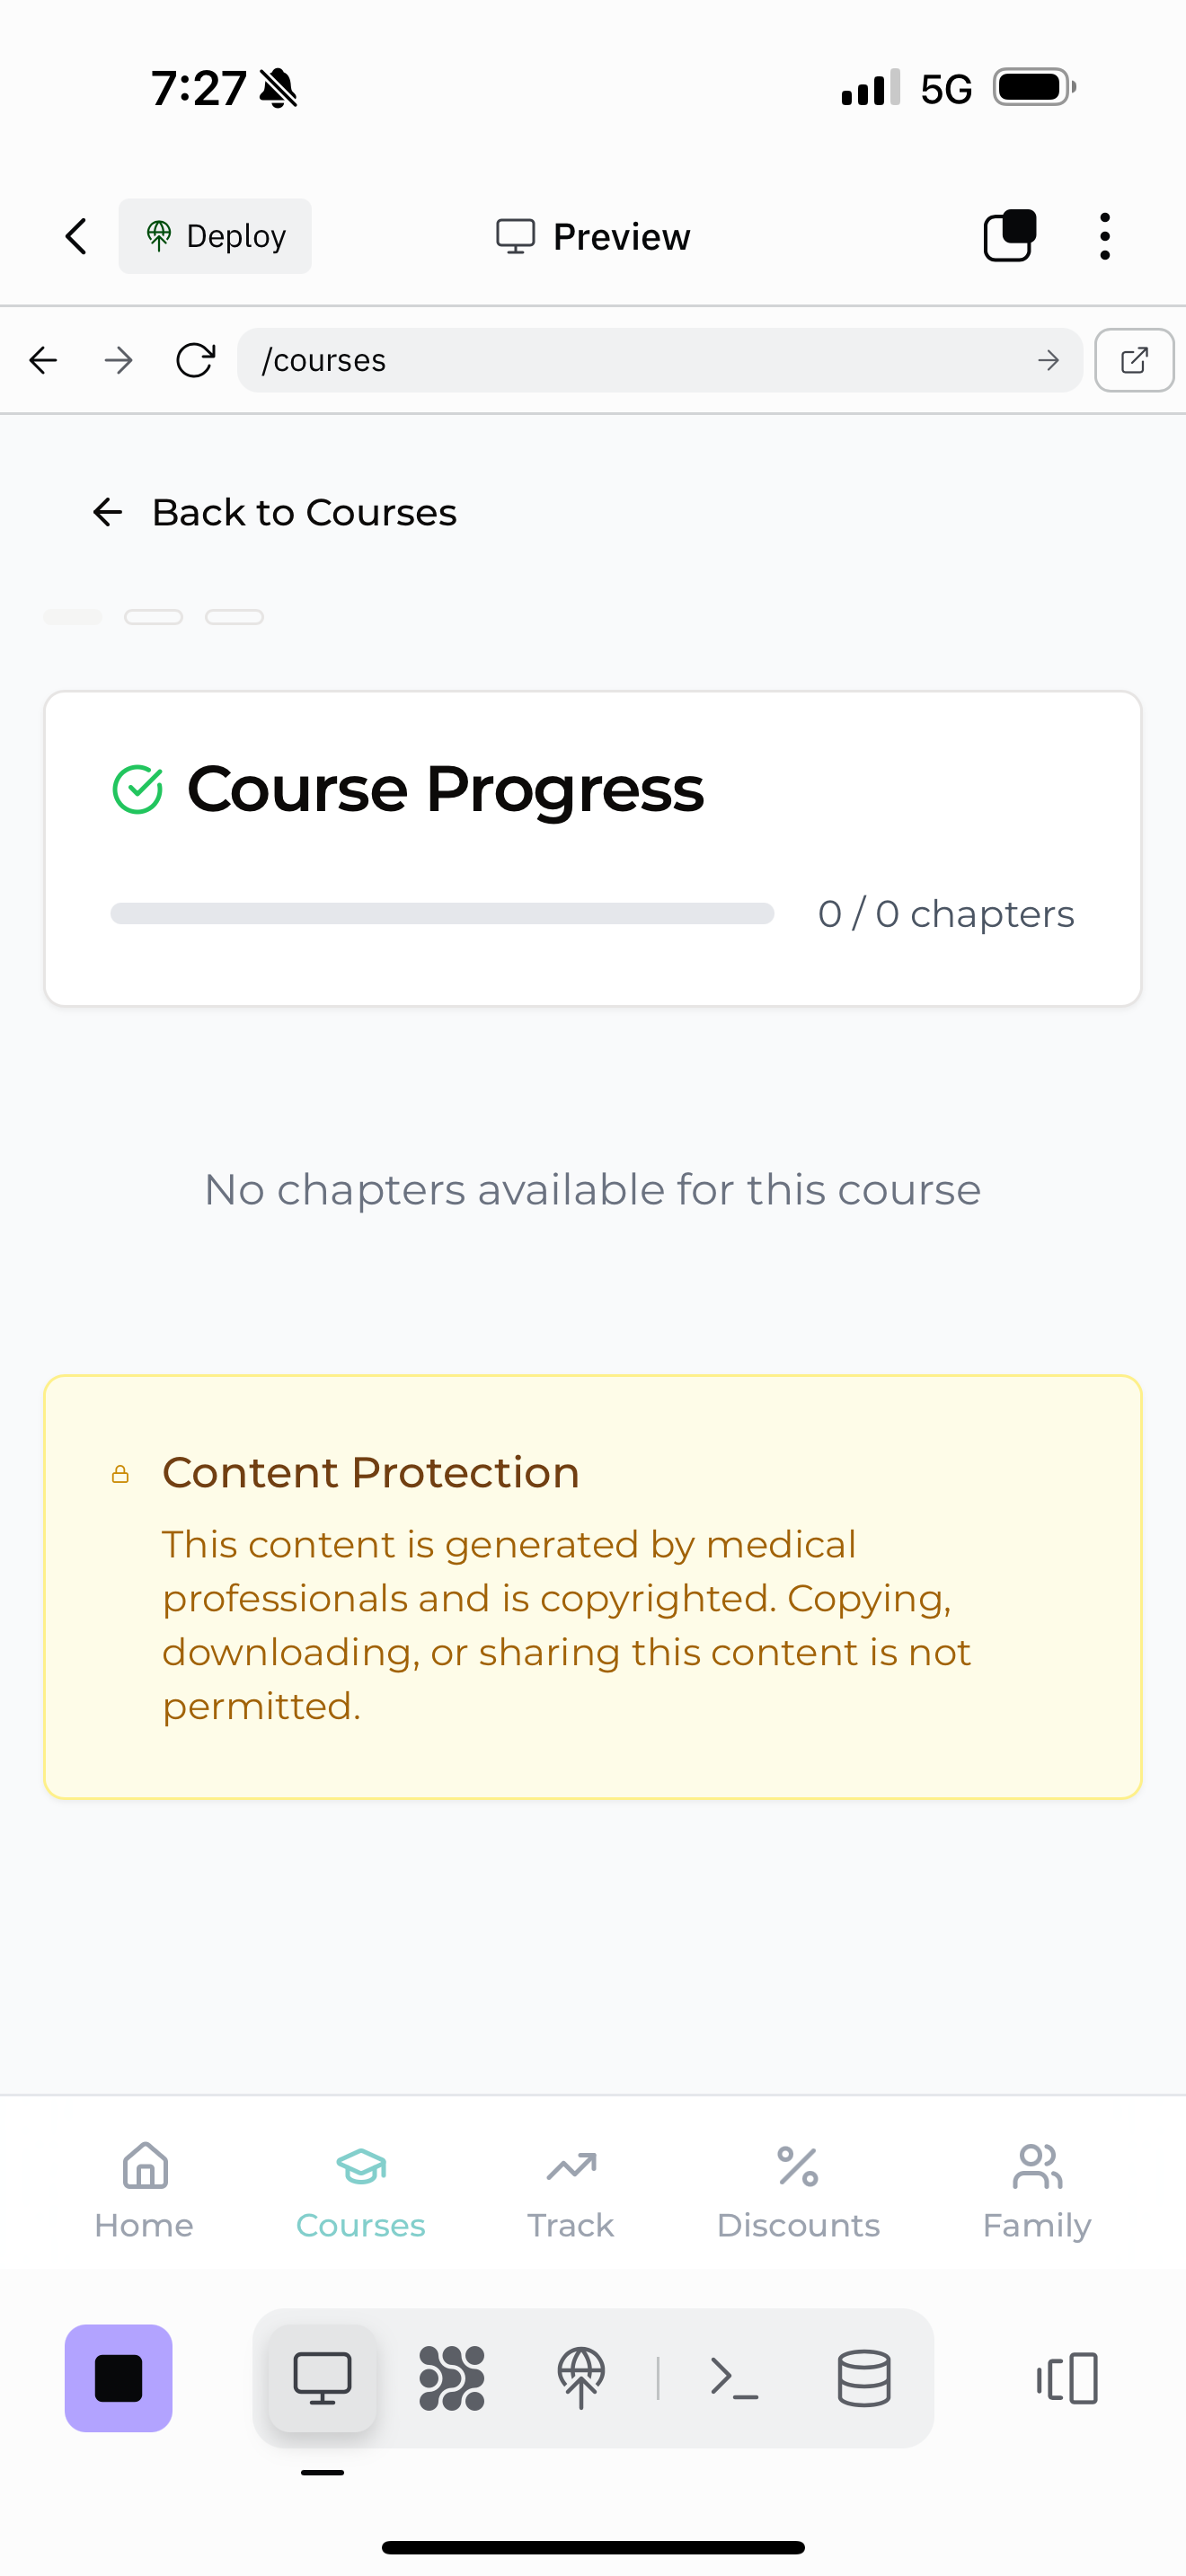 7:27
5G
Deploy
Preview
/courses
Back to Courses
Course Progress
0 / 0 chapters
No chapters available for this course
Content Protection
This content is generated by medical
professionals and is copyrighted. Copying,
downloading, or sharing this content is not
permitted.
Home
Courses
Track
Discounts
Family